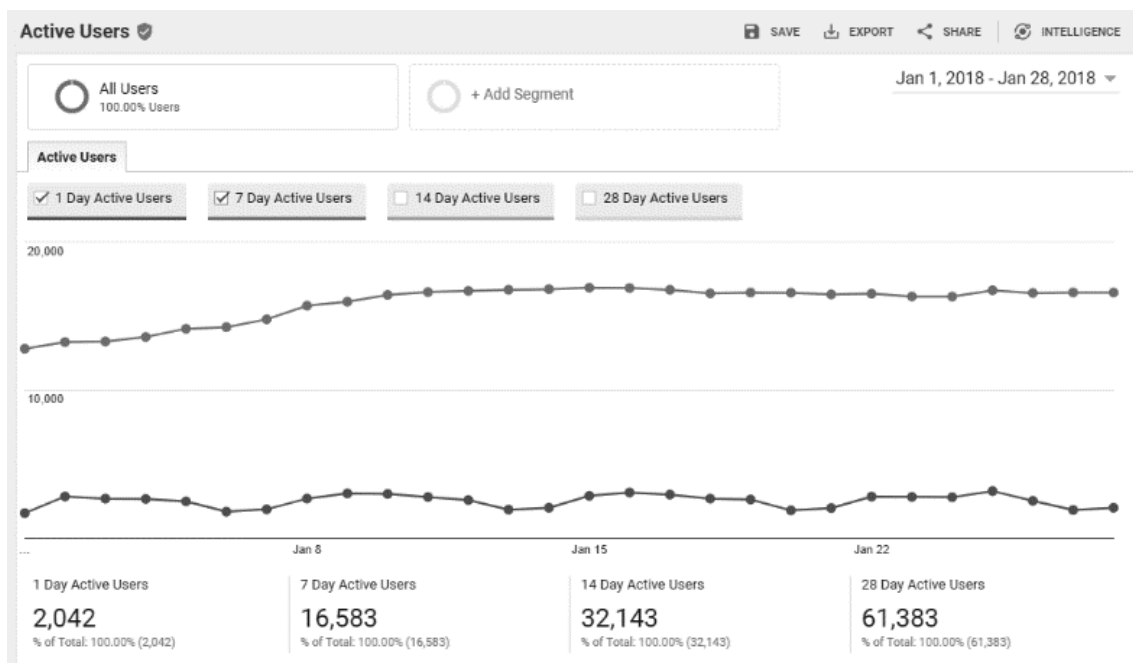 Active Users
SAVE EXPORT SHARE INTELLIGENCE
All Users
100.00% Users
+ Add Segment
Jan 1, 2018 - Jan 28, 2018
Active Users
1 Day Active Users 7 Day Active Users 14 Day Active Users 28 Day Active Users
20,000
10,000
... Jan 8 Jan 15 Jan 22
1 Day Active Users 7 Day Active Users 14 Day Active Users 28 Day Active Users
2,042 16,583 32,143 61,383
% of Total: 100.00% (2,042) % of Total: 100.00% (16,583) % of Total: 100.00% (32,143) % of Total: 100.00% (61,383)